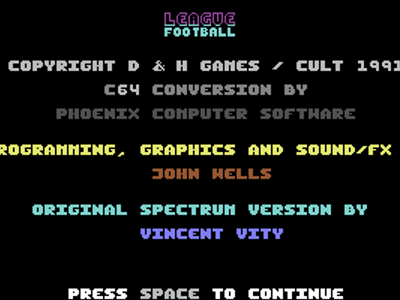 LEAGUE
FOOTBALL
COPYRIGHT D & H GAMES / CULT 1991
C64 CONVERSION BY
PHOENIX COMPUTER SOFTWARE
ROGRAMMING, GRAPHICS AND SOUND/FX
JOHN WELLS
ORIGINAL SPECTRUM VERSION BY
VINCENT VITY
PRESS SPACE TO CONTINUE